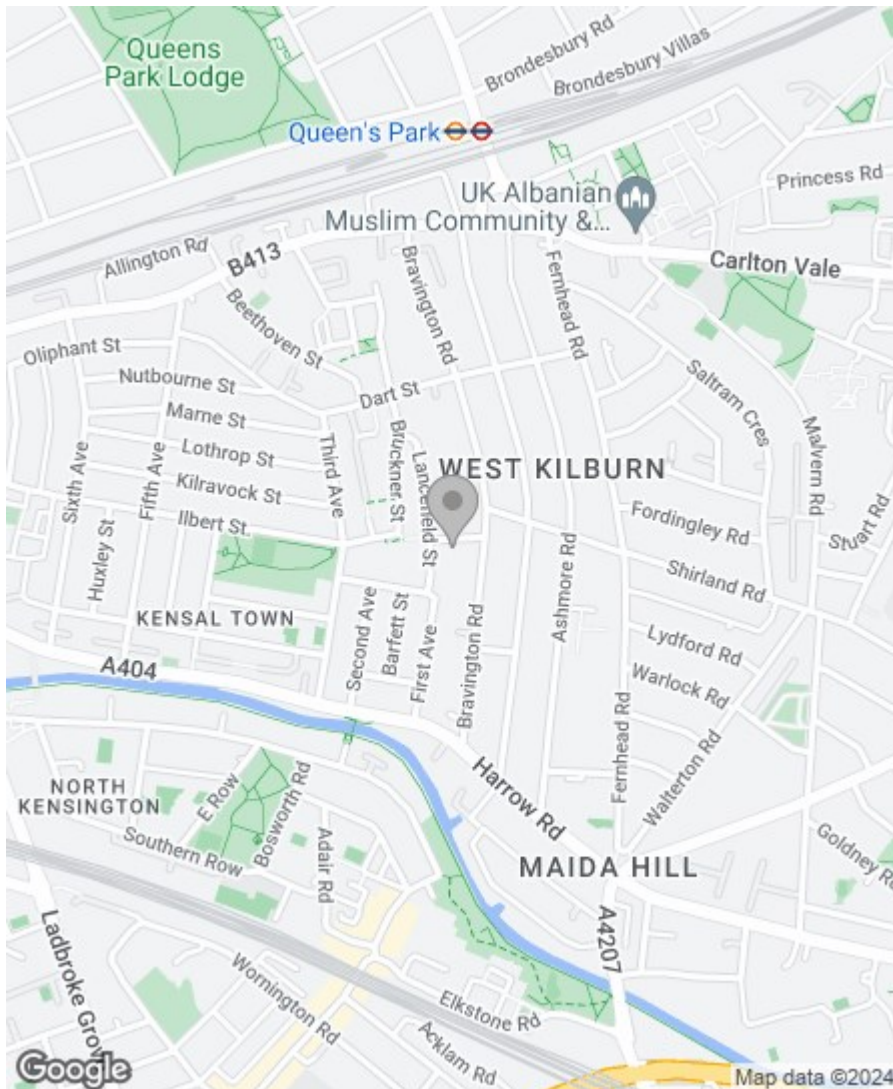 Queens
Park Lodge
Brondesbury Rd
Brondesbury Villas
Queen's Park
UK Albanian
Muslim Community &...
Princess Rd
Allington Rd
B413
Carlton Vale
Beethoven St
Bravington Rd
Fernhead Rd
Oliphant St
Nutbourne St
Dart St
Saltram Cres
Marne St
Malvern Rd
Lothrop St
Third Ave
Bruckner St
Lancefield St
WEST KILBURN
Sixth Ave
Fifth Ave
Kilravock St
Ilbert St
Fordingley Rd
Stuart Rd
Huxley St
Ashmore Rd
Shirland Rd
KENSAL TOWN
Second Ave
Barfett St
First Ave
Bravington Rd
Lydford Rd
A404
Warlock Rd
Fernhead Rd
Walterton Rd
NORTH
KENSINGTON
E Row
Bosworth Rd
Harrow Rd
Southern Row
Adair Rd
MAIDA HILL
Goldney Rd
Ladbroke Grov
A4207
Wornington Rd
Elkstone Rd
Acklam Rd
Google
Map data ©2024